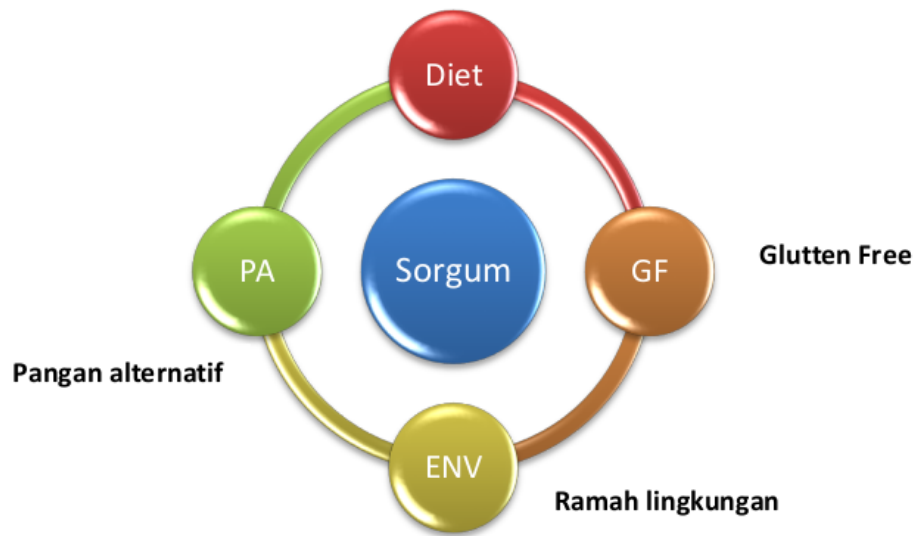 Diet
PA
Sorgum
GF
Glutten Free
Pangan alternatif
ENV
Ramah lingkungan